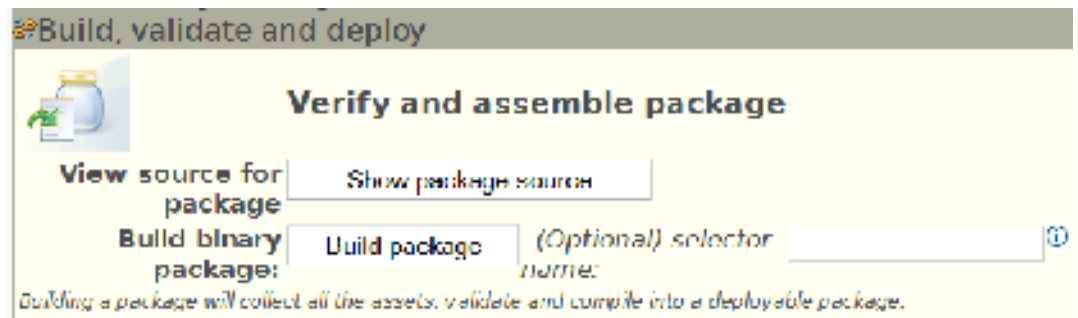 Build, validate and deploy
Verify and assemble package
View source for package
Show package source
Build binary package:
Build package
(Optional) selector name:
Building a package will collect all the assets, validate and compile into a deployable package.